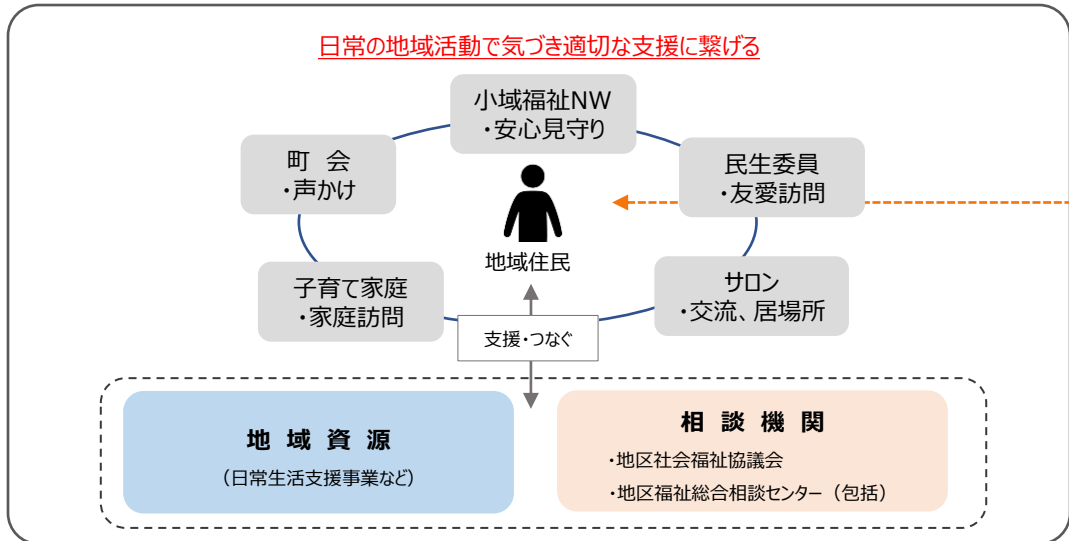 日常の地域活動で気づき適切な支援に繋げる
小域福祉NW
・安心見守り
町　会
・声かけ
民生委員
・友愛訪問
地域住民
子育て家庭
・家庭訪問
サロン
・交流、居場所
支援・つなぐ
地 域 資 源
（日常生活支援事業など）
相 談 機 関
・地区社会福祉協議会
・地区福祉総合相談センター（包括）